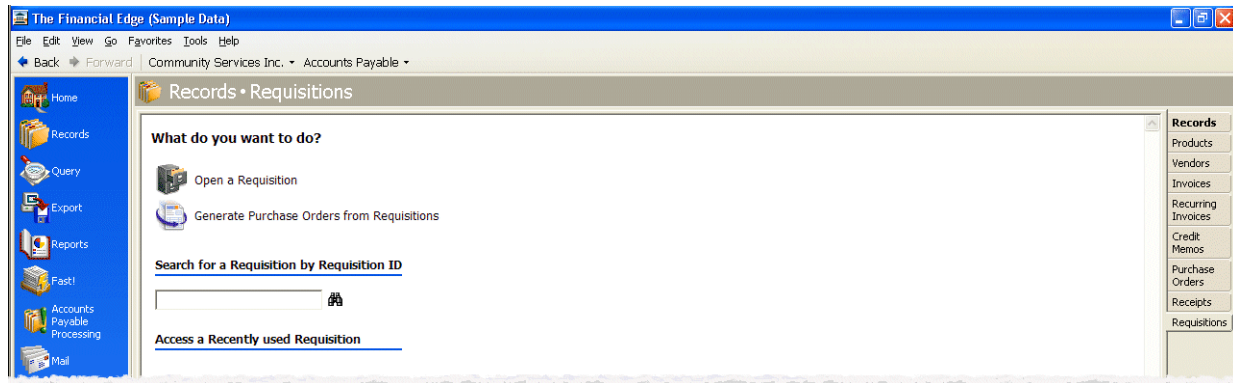 The Financial Edge (Sample Data)
File Edit View Go Favorites Tools Help
Back Forward Community Services Inc. Accounts Payable
Home
Records
Query
Export
Reports
Fast!
Accounts
Payable
Processing
Mail
Records • Requisitions
What do you want to do?
Open a Requisition
Generate Purchase Orders from Requisitions
Search for a Requisition by Requisition ID
Access a Recently used Requisition
Records
Products
Vendors
Invoices
Recurring
Invoices
Credit
Memos
Purchase
Orders
Receipts
Requisitions